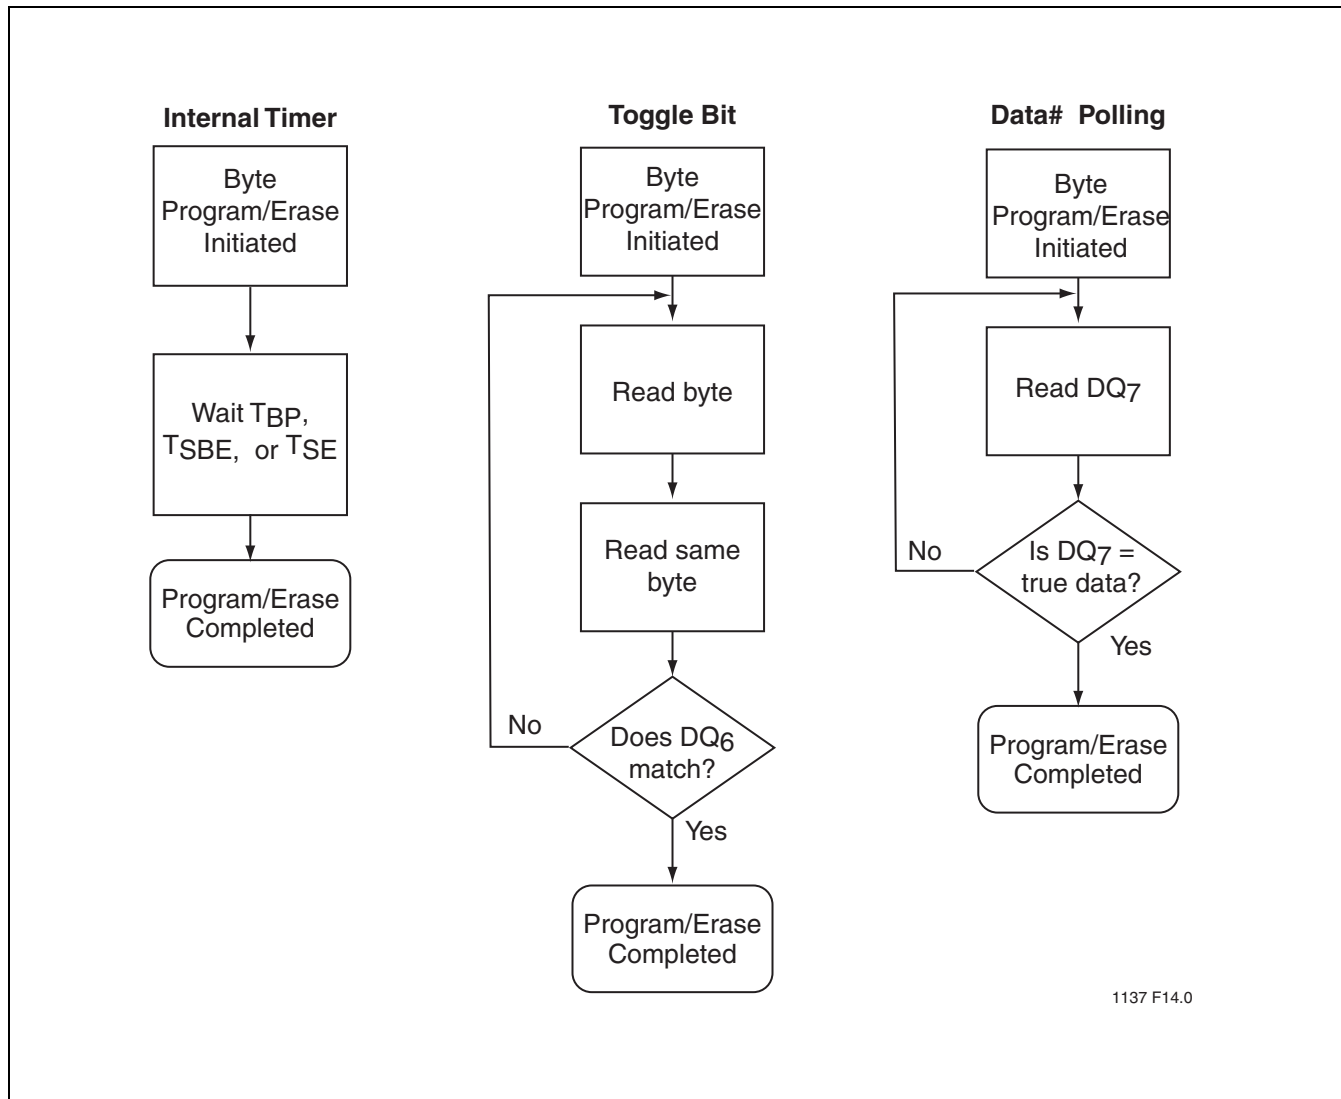 Internal Timer
Byte
Program/Erase
Initiated
Wait TBP,
TSBE, or TSE
Program/Erase
Completed
Toggle Bit
Byte
Program/Erase
Initiated
Read byte
Read same
byte
No
Does DQ6
match?
Yes
Program/Erase
Completed
Data# Polling
Byte
Program/Erase
Initiated
Read DQ7
No
Is DQ7 =
true data?
Yes
Program/Erase
Completed
1137 F14.0